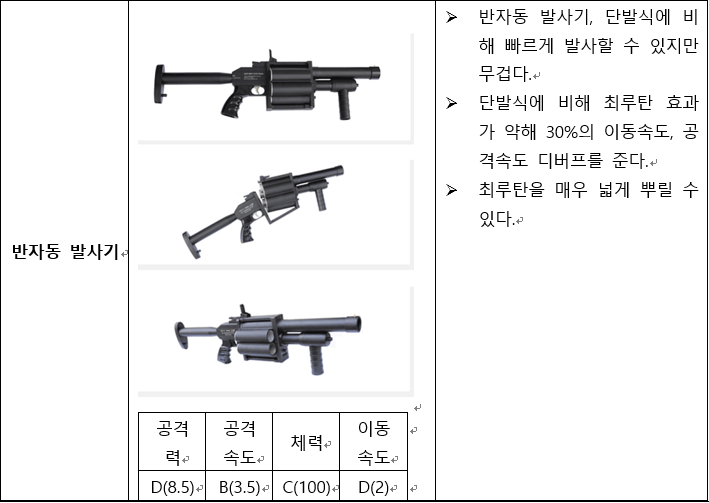 반자동 발사기
공격
력
공격
속도
체력
이동
속도
D(8.5)
B(3.5)
C(100)
D(2)
➢ 반자동 발사기, 단발식에 비
해 빠르게 발사할 수 있지만
무겁다.
➢ 단발식에 비해 최루탄 효과
가 약해 30%의 이동속도, 공
격속도 디버프를 준다.
➢ 최루탄을 매우 넓게 뿌릴 수
있다.